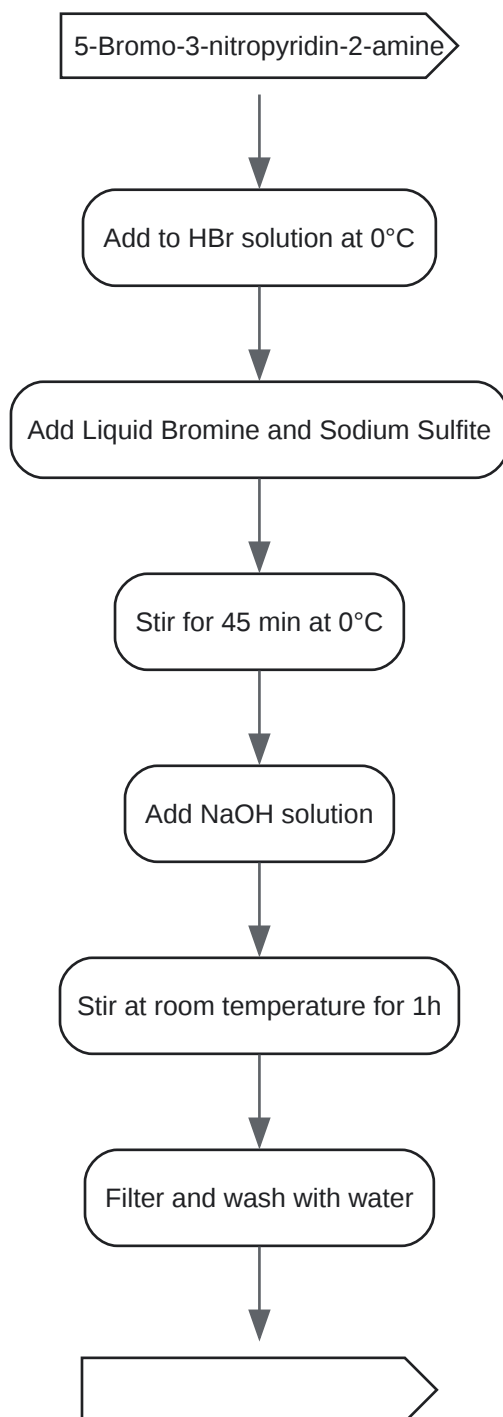 5-Bromo-3-nitropyridin-2-amine
Add to HBr solution at 0°C
Add Liquid Bromine and Sodium Sulfite
Stir for 45 min at 0°C
Add NaOH solution
Stir at room temperature for 1h
Filter and wash with water